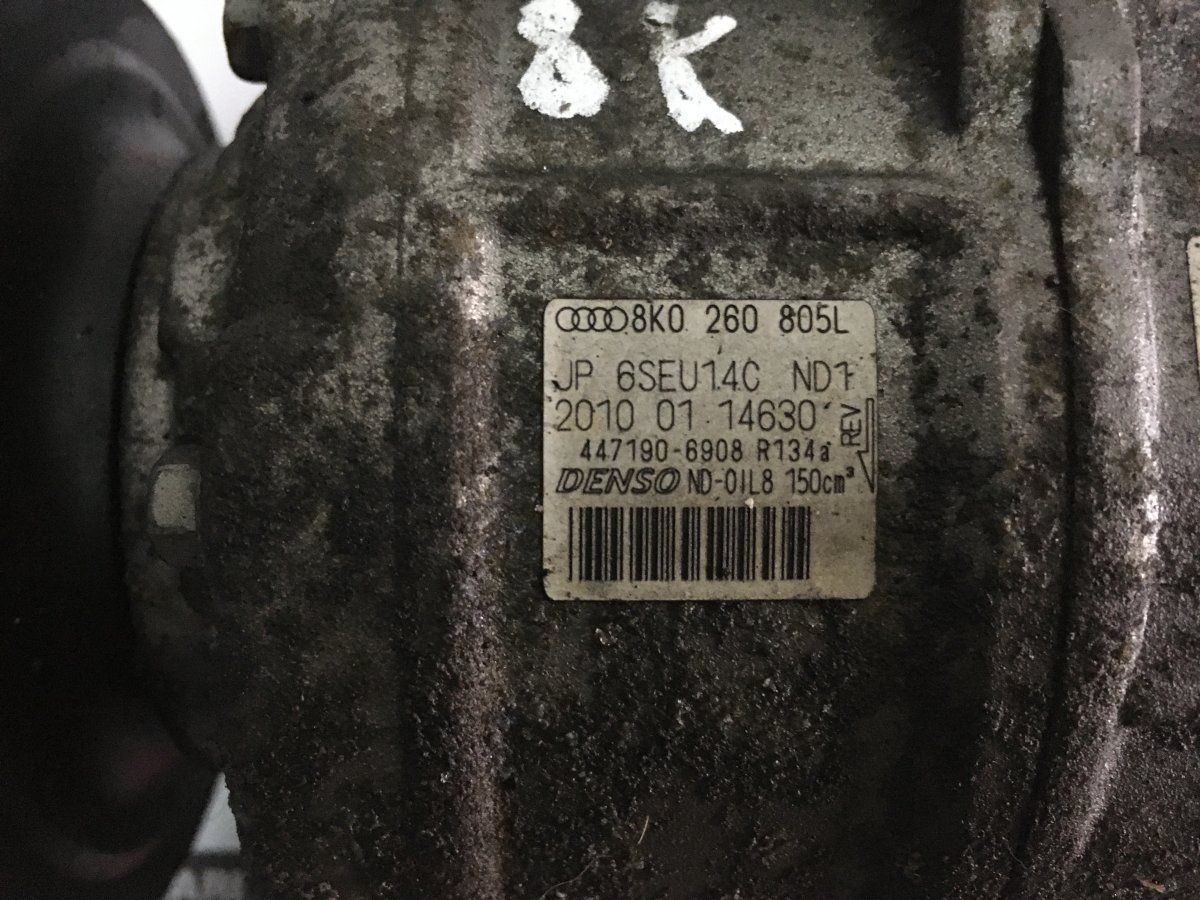 8K
8K0 260 805L
JP 6SEU14C ND1
2010 01 14630
REV
447190-6908 R134a
DENSO ND-OIL8 150cm³